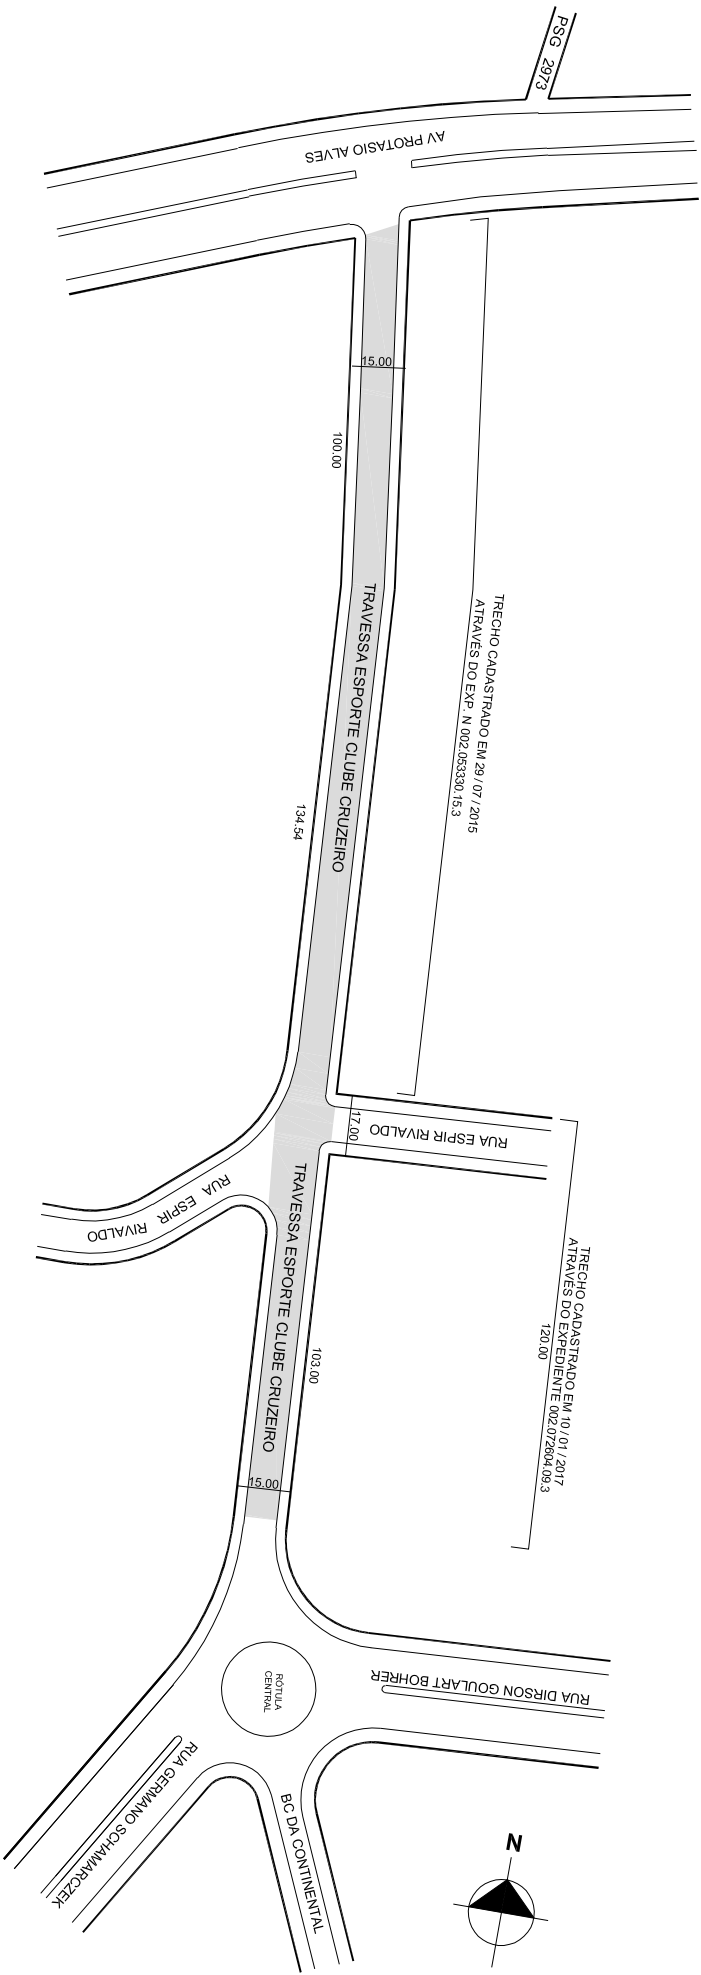 PSG 2973
AV PROTASIO ALVES
15.00
100.00
TRAVESSA ESPORTE CLUBE CRUZEIRO
TRECHO CADASTRADO EM 29 / 07 / 2015
ATRAVÉS DO EXP. N 002.053330.15.3
134.54
17.00
RUA ESPIR RIVALDO
RUA ESPIR RIVALDO
TRAVESSA ESPORTE CLUBE CRUZEIRO
103.00
TRECHO CADASTRADO EM 10 / 01 / 2017
ATRAVÉS DO EXPEDIENTE 002.072604.09.3
120.00
15.00
RÓTULA
CENTRAL
RUA DIRSON GOULART BOHRER
RUA GERMANO SCHAMARCZEK
BC DA CONTINENTAL
N